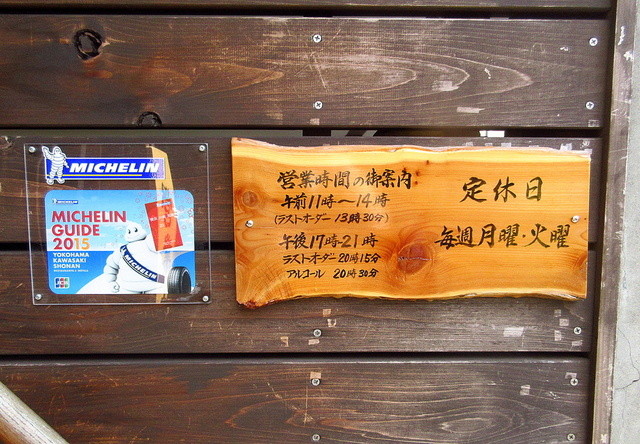 MICHELIN
MICHELIN
GUIDE
2015
YOKOHAMA
KAWASAKI
SHONAN
MICHELIN
JCB
営業時間の御案内
午前11時〜14時
(ラストオーダー 13時30分)
午後17時-21時
ラストオーダー 20時15分
アルコール 20時30分
定休日
毎週月曜・火曜